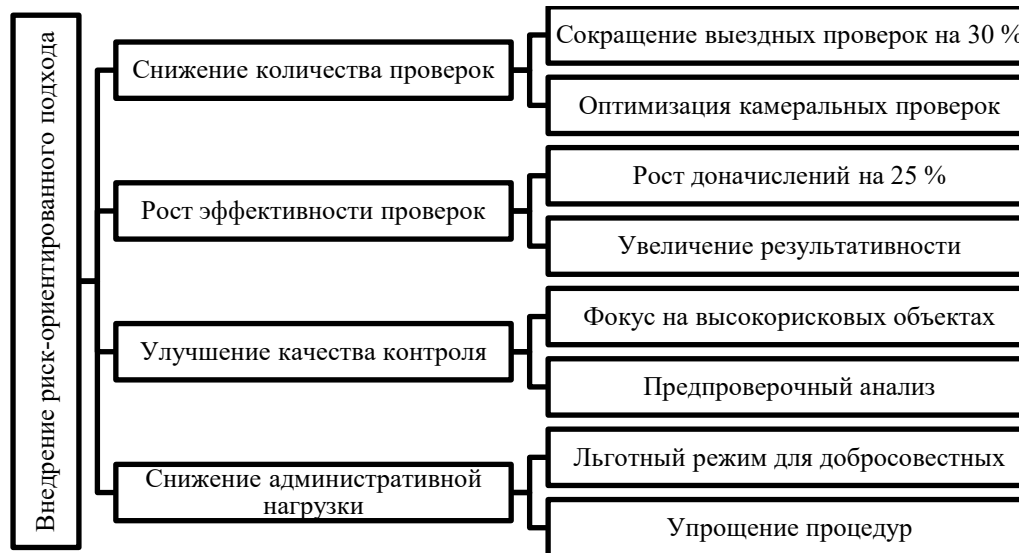 Внедрение риск-ориентированного подхода
Снижение количества проверок
Сокращение выездных проверок на 30 %
Оптимизация камеральных проверок
Рост эффективности проверок
Рост доначислений на 25 %
Увеличение результативности
Улучшение качества контроля
Фокус на высокорисковых объектах
Предпроверочный анализ
Снижение административной
нагрузки
Льготный режим для добросовестных
Упрощение процедур